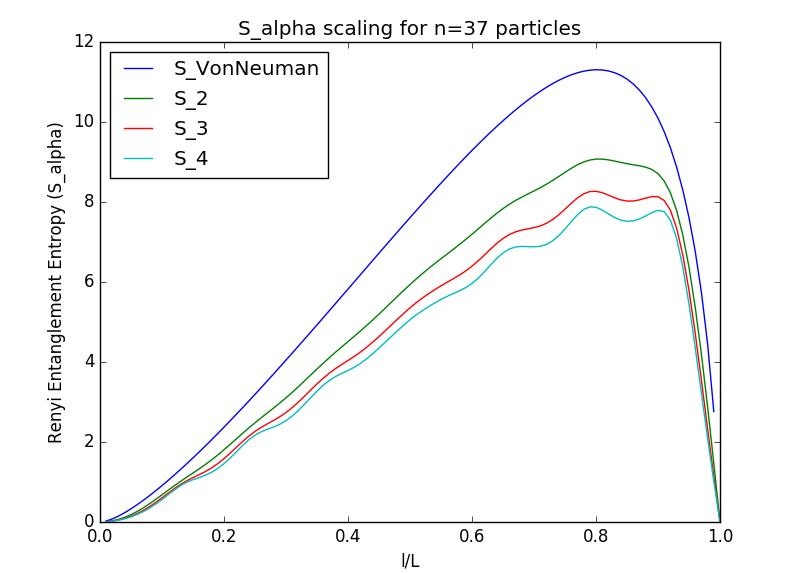 S_alpha scaling for n=37 particles
12
10
8
6
4
2
0
Renyi Entanglement Entropy (S_alpha)
S_VonNeuman
S_2
S_3
S_4
0.0 0.2 0.4 0.6 0.8 1.0
l/L